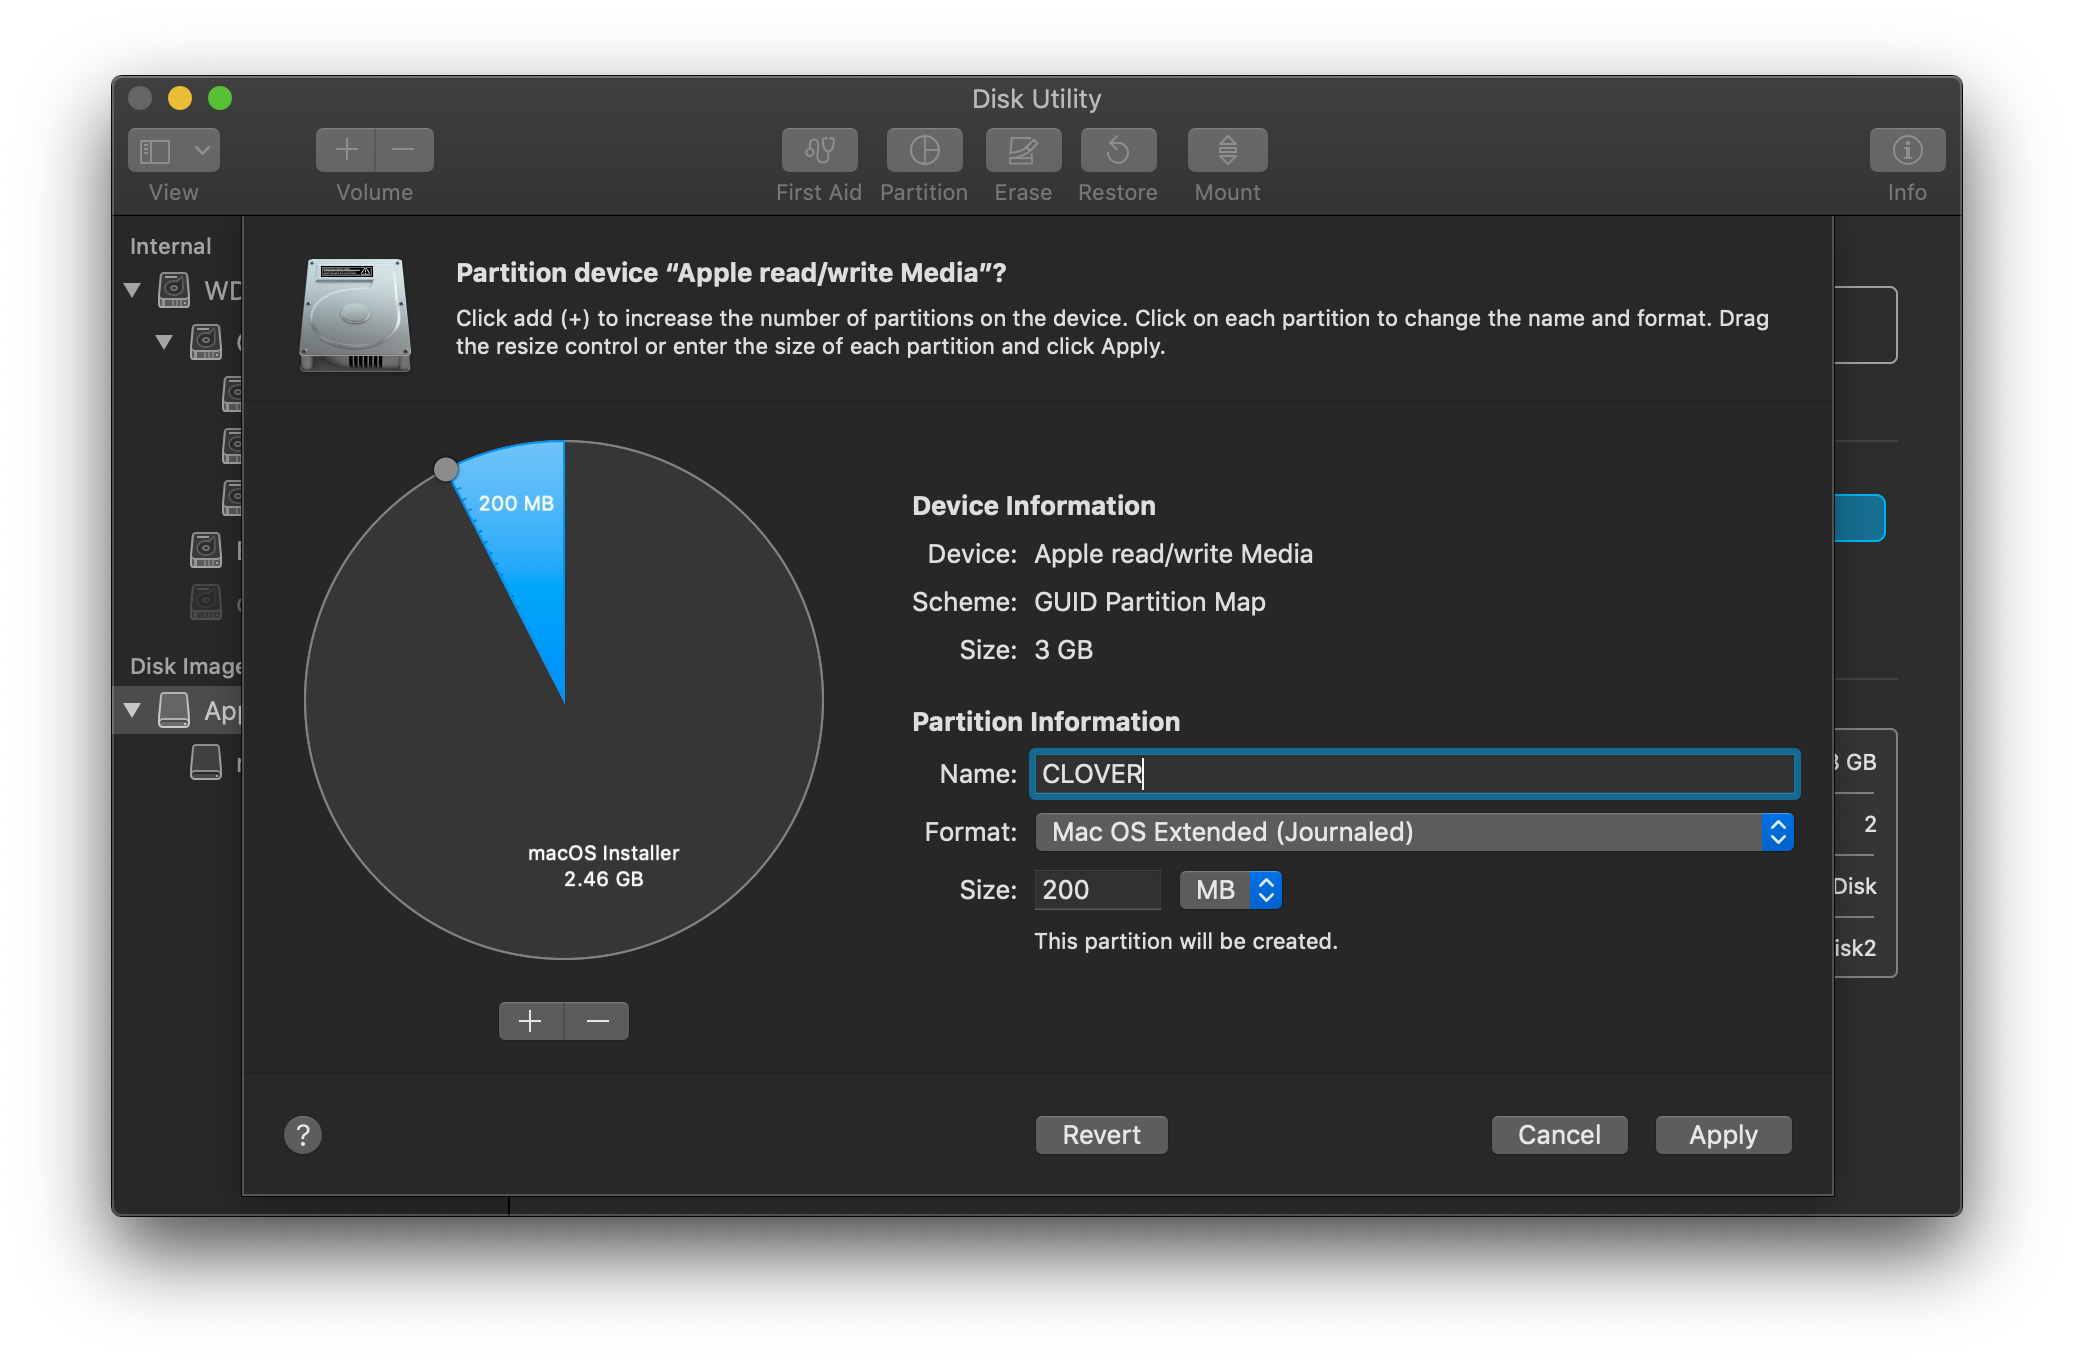 Disk Utility
View
Volume
First Aid
Partition
Erase
Restore
Mount
Info
Internal
WD
Disk Image
App
Partition device “Apple read/write Media”?
Click add (+) to increase the number of partitions on the device. Click on each partition to change the name and format. Drag
the resize control or enter the size of each partition and click Apply.
200 MB
macOS Installer
2.46 GB
Device Information
Device: Apple read/write Media
Scheme: GUID Partition Map
Size: 3 GB
Partition Information
Name: CLOVER
Format: Mac OS Extended (Journaled)
Size: 200 MB
This partition will be created.
GB
2
Disk
isk2
?
Revert
Cancel
Apply